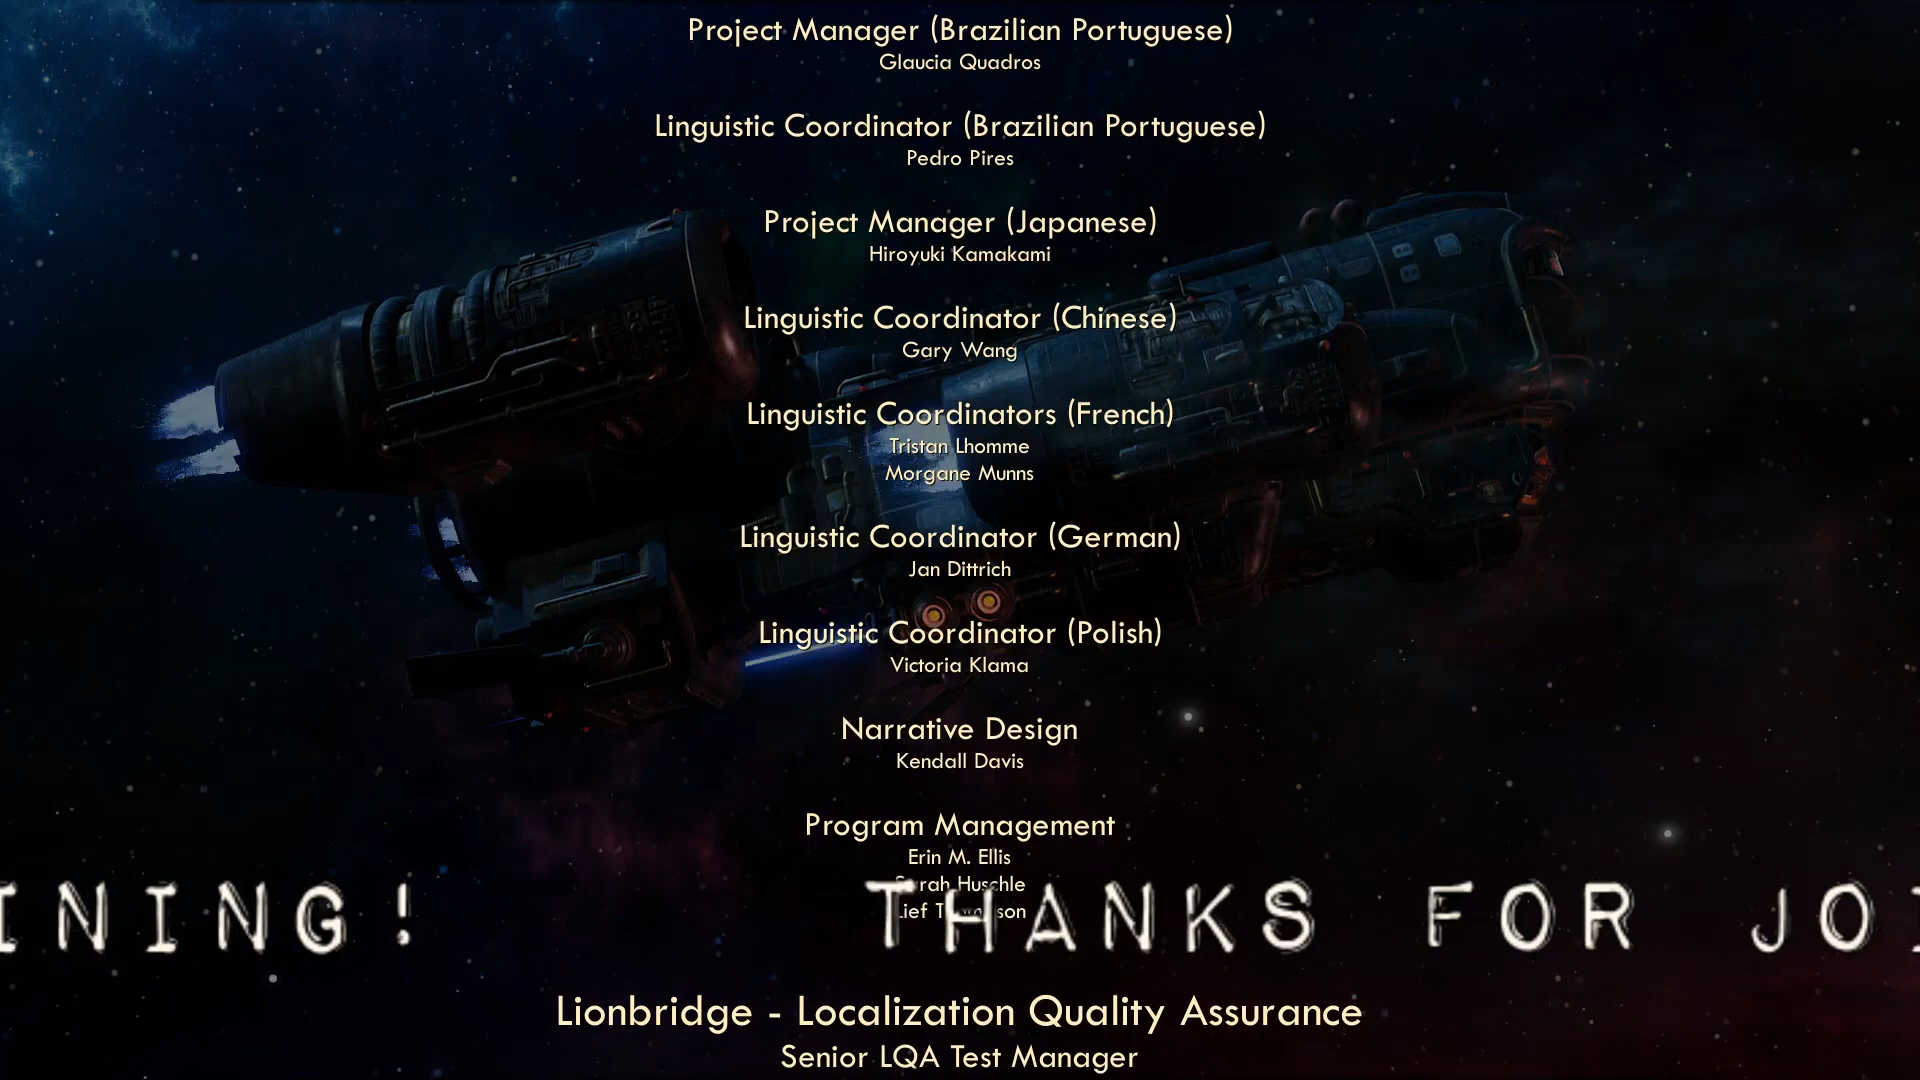 Project Manager (Brazilian Portuguese)
Glaucia Quadros
Linguistic Coordinator (Brazilian Portuguese)
Pedro Pires
Project Manager (Japanese)
Hiroyuki Kamakami
Linguistic Coordinator (Chinese)
Gary Wang
Linguistic Coordinators (French)
Tristan Lhomme
Morgane Munns
Linguistic Coordinator (German)
Jan Dittrich
Linguistic Coordinator (Polish)
Victoria Klama
Narrative Design
Kendall Davis
Program Management
Erin M. Ellis
Huschle
Lief
INING! THANKS FOR JOI
Lionbridge - Localization Quality Assurance
Senior LQA Test Manager